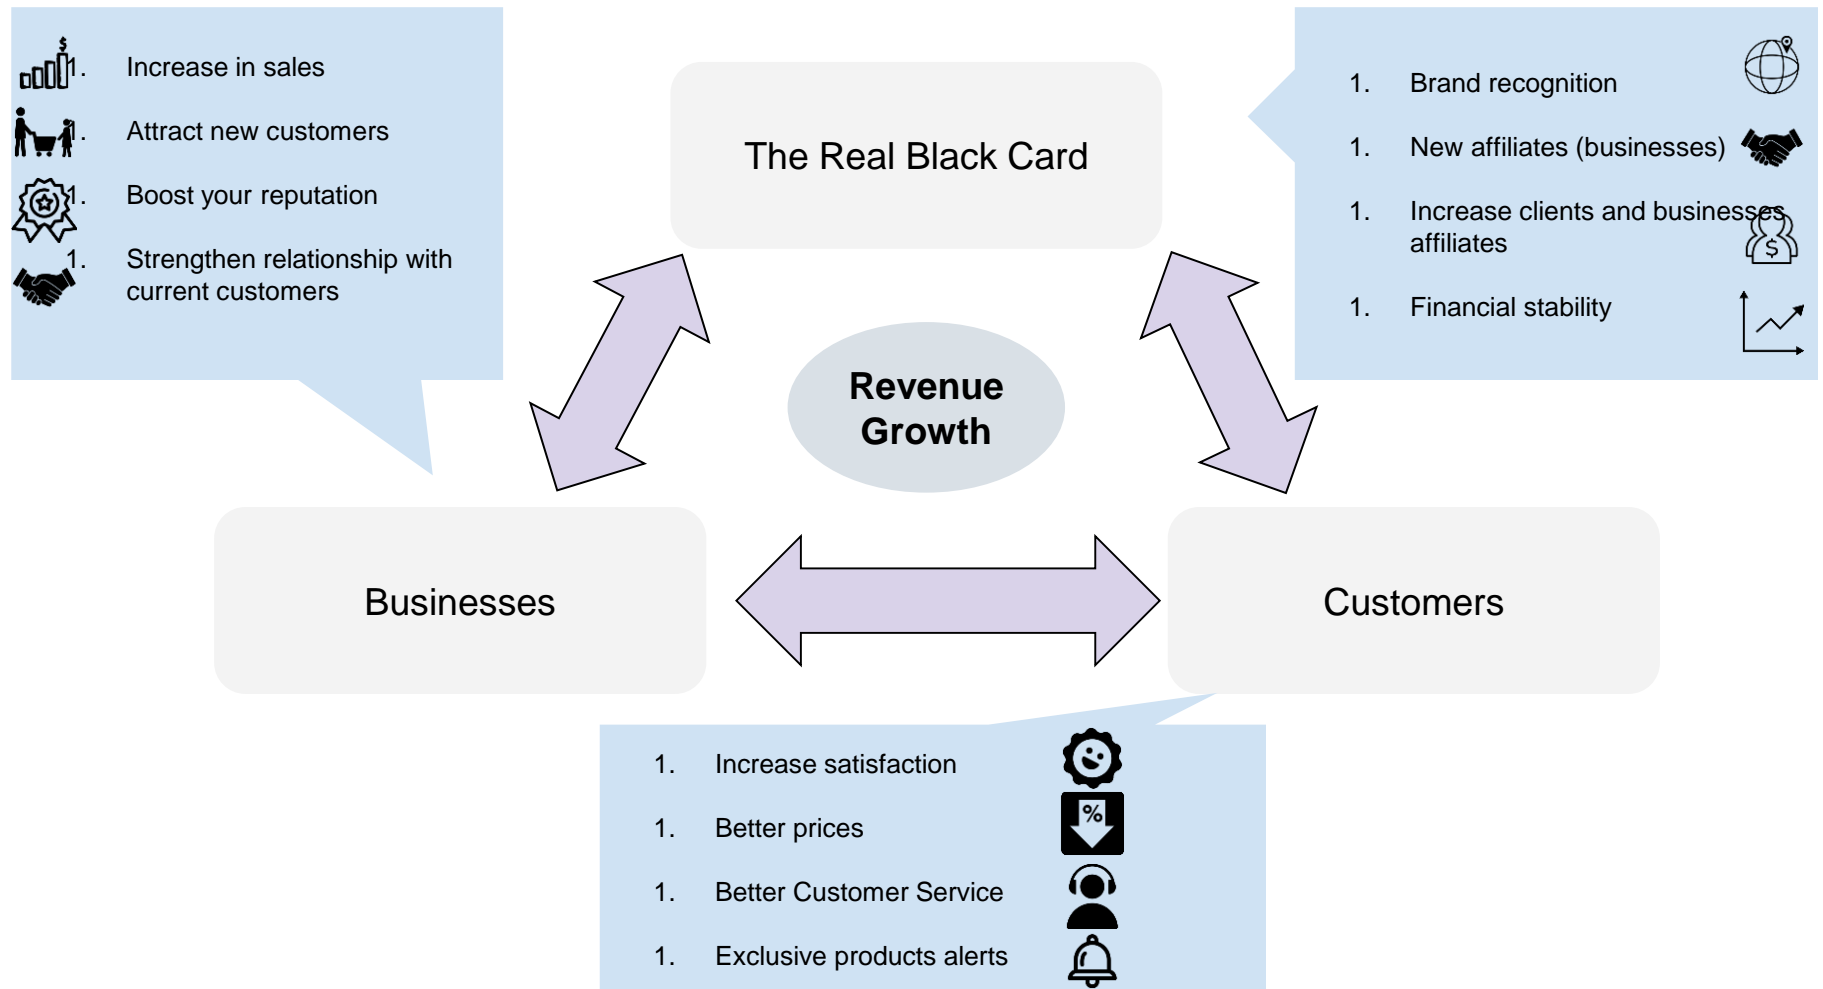 1. Increase in sales
1. Attract new customers
1. Boost your reputation
1. Strengthen relationship with
current customers
The Real Black Card
1. Brand recognition
1. New affiliates (businesses)
1. Increase clients and businesses
affiliates
1. Financial stability
Revenue
Growth
Businesses
Customers
1. Increase satisfaction
1. Better prices
1. Better Customer Service
1. Exclusive products alerts
$
$
%